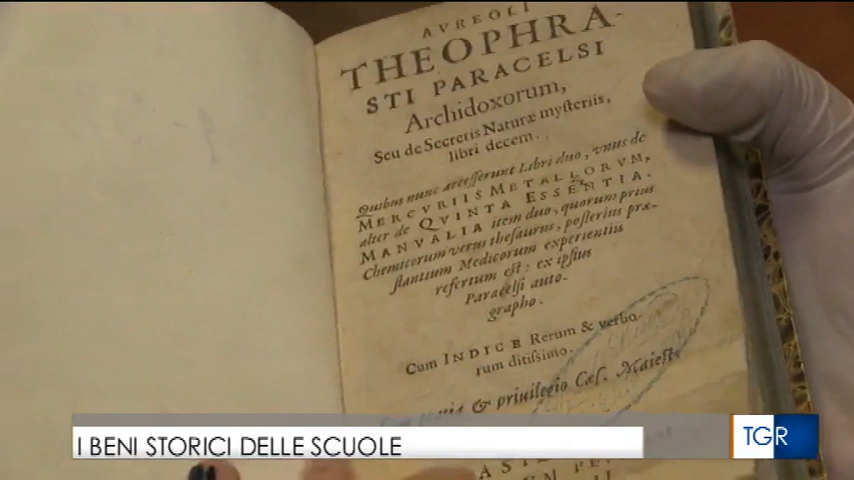 AVREOLI
THEOPHRA-
STI PARACELSI
Archidoxorum,
Seu de Secretis Naturæ mysteriis,
libri decem.
Quibus nunc accesserunt Libri duo, vnus de
MERCVRIIS METALLORVM,
alter de QVINTA ESSENTIA.
MANVALIA item duo, quorum prius
Chemicorum verus thesaurus, posterius præ-
stantium Medicorum experientiis
refertum est: ex ipsius
Paracelsi auto-
grapho.
Cum INDICE Rerum & verbo-
rum ditissimo.
& priuilegio Cæs. Maiest.
I BENI STORICI DELLE SCUOLE
TGR